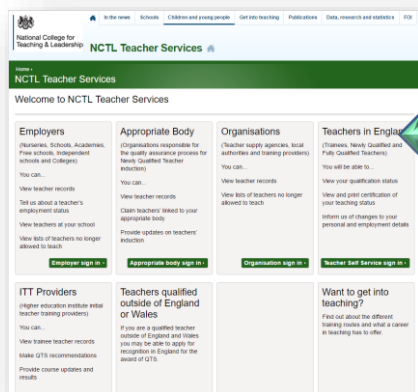 In the news Schools Children and young people Get into teaching Publications Data, research and statistics FOI
National College for
Teaching & Leadership
NCTL Teacher Services
Home ›
NCTL Teacher Services
Welcome to NCTL Teacher Services
Employers
(Nurseries, Schools, Academies,
Free schools, Independent
schools and Colleges)
You can...
View teacher records
Tell us about a teacher's
employment status
View teachers at your school
View lists of teachers no longer
allowed to teach
Employer sign in ›
Appropriate Body
(Organisations responsible for
the quality assurance process for
Newly Qualified Teacher
induction)
You can...
View teacher records
Claim teachers' linked to your
appropriate body
Provide updates on teachers'
induction
Appropriate body sign in ›
Organisations
(Teacher supply agencies, local
authorities and training providers)
You can...
View teacher records
View lists of teachers no longer
allowed to teach
Organisation sign in ›
Teachers in England
(Trainees, Newly Qualified and
Fully Qualified Teachers)
You will be able to...
View your qualification status
View and print certification of
your teaching status
Inform us of changes to your
personal and employment details
Teacher Self Service sign in ›
ITT Providers
(Higher education institute initial
teacher training providers)
You can...
View trainee teacher records
Make QTS recommendations
Provide course updates and
results
Teachers qualified
outside of England
or Wales
If you are a qualified teacher
outside of England and Wales
you may be able to apply for
recognition in England for the
award of QTS.
Want to get into
teaching?
Find out about the different
training routes and what a career
in teaching has to offer.